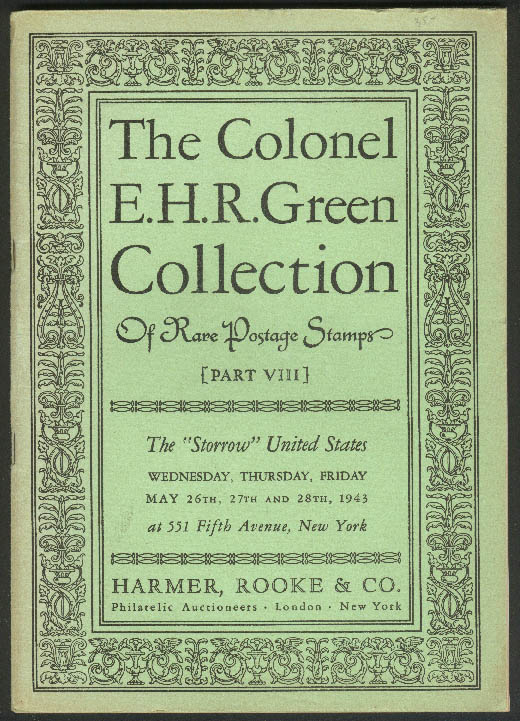 The Colonel
E.H.R. Green
Collection
Of Rare Postage Stamps
[PART VIII]
The "Storrow" United States
WEDNESDAY, THURSDAY, FRIDAY
MAY 26TH, 27TH AND 28TH, 1943
at 551 Fifth Avenue, New York
HARMER, ROOKE & CO.
Philatelic Auctioneers · London · New York